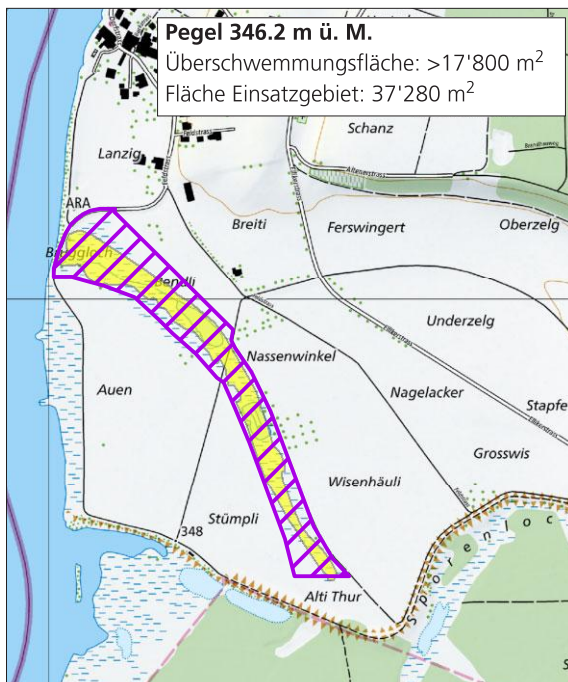 Pegel 346.2 m ü. M.
Überschwemmungsfläche: >17'800 m²
Fläche Einsatzgebiet: 37'280 m²
Schanz
Lanzig
ARA
Breiti
Ferswingert
Oberzelg
Bendli
Underzelg
Nassenwinkel
Auen
Nagelacker
Stapfe
Grosswis
Wisenhäuli
Stümpli
348
Sporenloc
Alti Thur
S